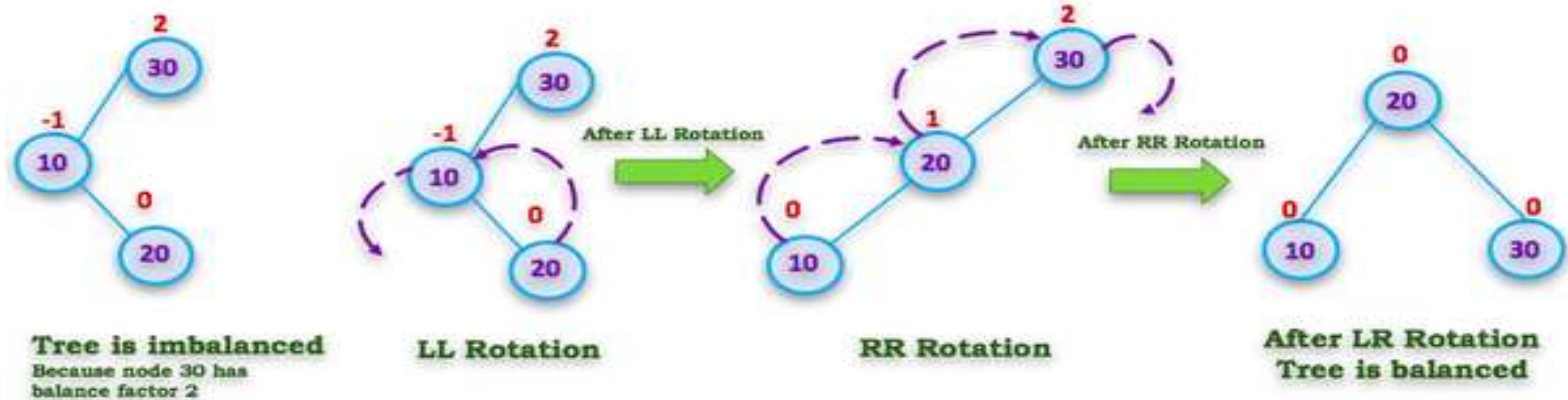 2
30
-1
10
0
20
Tree is imbalanced
Because node 30 has
balance factor 2
2
30
-1
10
0
20
LL Rotation
After LL Rotation
2
30
1
20
0
10
RR Rotation
After RR Rotation
0
20
0
10
0
30
After LR Rotation
Tree is balanced